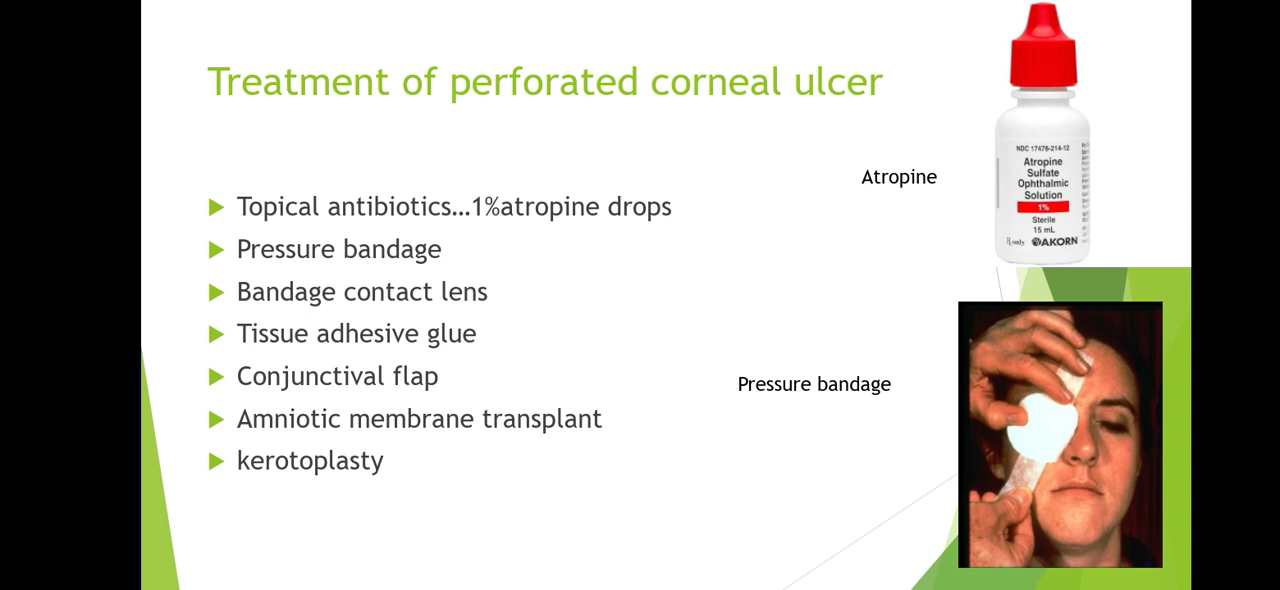 Treatment of perforated corneal ulcer
Topical antibiotics…1%atropine drops
Pressure bandage
Bandage contact lens
Tissue adhesive glue
Conjunctival flap
Amniotic membrane transplant
kerotoplasty
Atropine
NDC 17478-214-12
Atropine
Sulfate
Ophthalmic
Solution
1%
Sterile
15 mL
℞ only AKORN
Pressure bandage